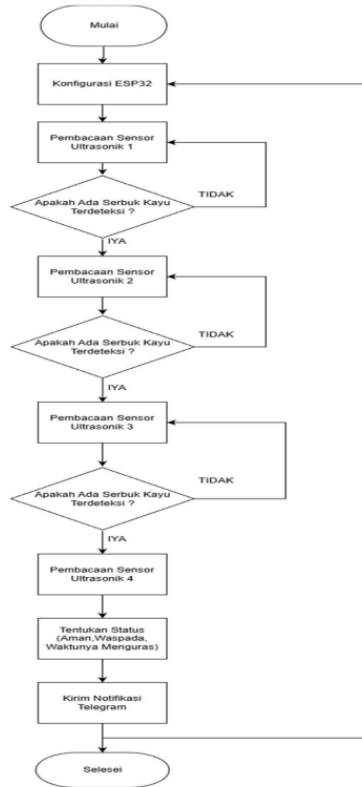 Mulai
Konfigurasi ESP32
Pembacaan Sensor
Ultrasonik 1
Apakah Ada Serbuk Kayu
Terdeteksi ?
TIDAK
IYA
Pembacaan Sensor
Ultrasonik 2
Apakah Ada Serbuk Kayu
Terdeteksi ?
TIDAK
IYA
Pembacaan Sensor
Ultrasonik 3
Apakah Ada Serbuk Kayu
Terdeteksi ?
TIDAK
IYA
Pembacaan Sensor
Ultrasonik 4
Tentukan Status
(Aman,Waspada,
Waktunya Menguras)
Kirim Notifikasi
Telegram
Selesei